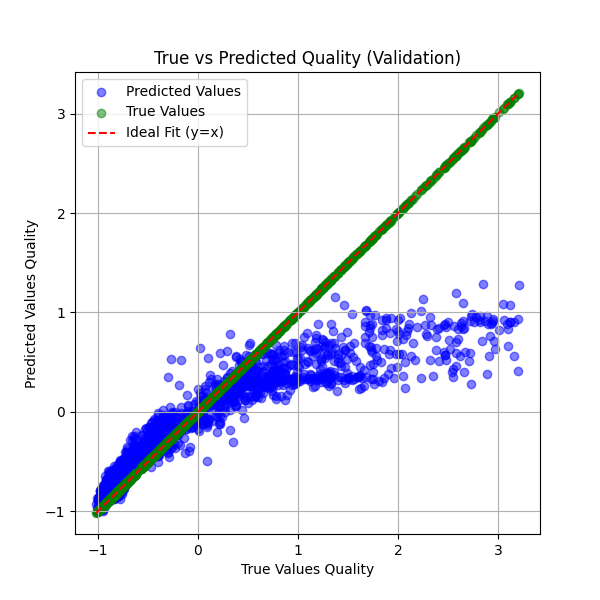 True vs Predicted Quality (Validation)
Predicted Values
True Values
Ideal Fit (y=x)
Predicted Values Quality
3
2
1
0
−1
−1 0 1 2 3
True Values Quality